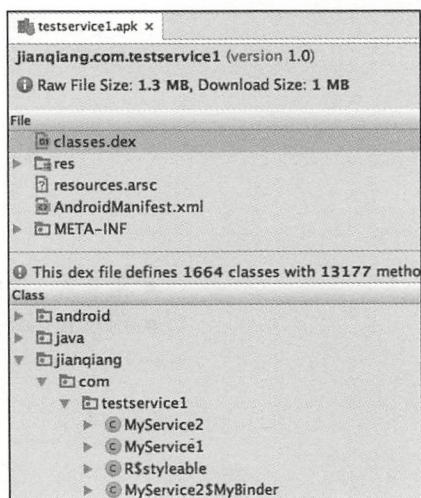 testservice1.apk ×
jianqiang.com.testservice1 (version 1.0)
Raw File Size: 1.3 MB, Download Size: 1 MB
File
classes.dex
res
resources.arsc
AndroidManifest.xml
META-INF
This dex file defines 1664 classes with 13177 metho
Class
android
java
jianqiang
com
testservice1
MyService2
MyService1
R$styleable
MyService2$MyBinder